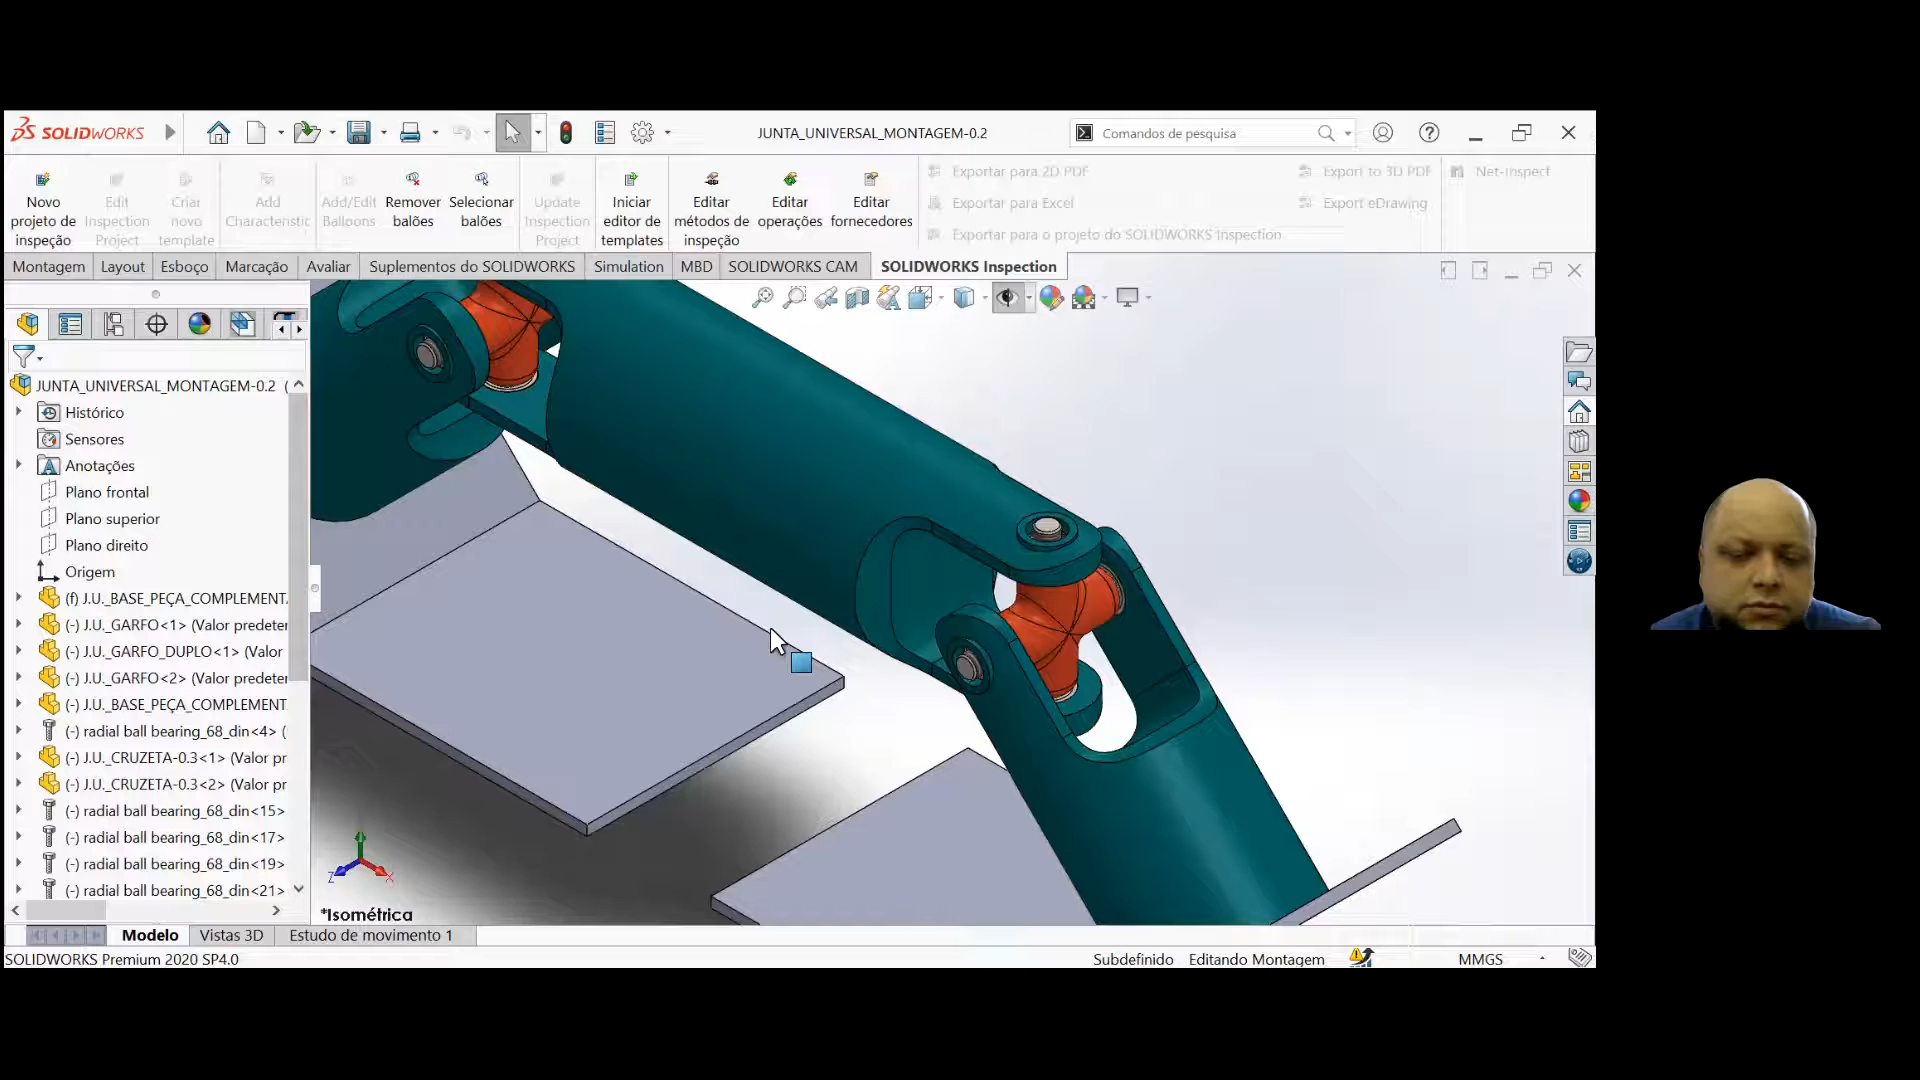 SOLIDWORKS
JUNTA_UNIVERSAL_MONTAGEM-0.2
Comandos de pesquisa
Novo projeto de inspeção
Edit Inspection Project
Criar novo template
Add Characteristic
Add/Edit Balloons
Remover balões
Selecionar balões
Update Inspection Project
Iniciar editor de templates
Editar métodos de inspeção
Editar operações
Editar fornecedores
Exportar para 2D PDF
Exportar para Excel
Exportar para o projeto do SOLIDWORKS Inspection
Export to 3D PDF
Export eDrawing
Net-Inspect
Montagem
Layout
Esboço
Marcação
Avaliar
Suplementos do SOLIDWORKS
Simulation
MBD
SOLIDWORKS CAM
SOLIDWORKS Inspection
JUNTA_UNIVERSAL_MONTAGEM-0.2 (
Histórico
Sensores
Anotações
Plano frontal
Plano superior
Plano direito
Origem
(f) J.U._BASE_PEÇA_COMPLEMENT
(-) J.U._GARFO<1> (Valor predeter
(-) J.U._GARFO_DUPLO<1> (Valor
(-) J.U._GARFO<2> (Valor predeter
(-) J.U._BASE_PEÇA_COMPLEMENT
(-) radial ball bearing_68_din<4> (
(-) J.U._CRUZETA-0.3<1> (Valor pr
(-) J.U._CRUZETA-0.3<2> (Valor pr
(-) radial ball bearing_68_din<15>
(-) radial ball bearing_68_din<17>
(-) radial ball bearing_68_din<19>
(-) radial ball bearing_68_din<21>
Z
X
*Isométrica
Modelo
Vistas 3D
Estudo de movimento 1
SOLIDWORKS Premium 2020 SP4.0
Subdefinido
Editando Montagem
MMGS